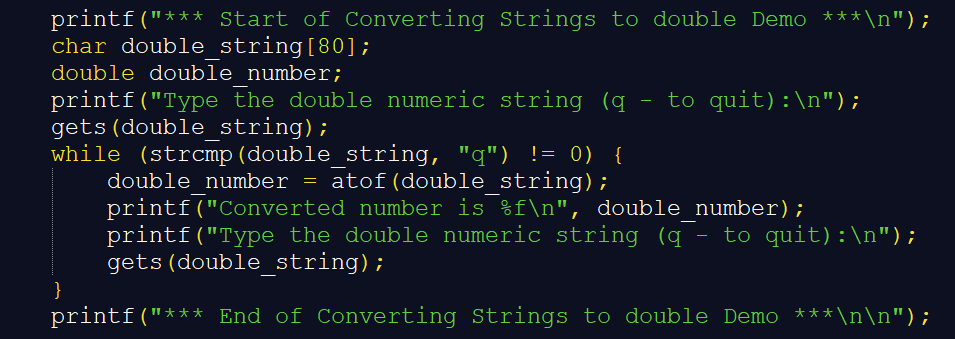 printf("*** Start of Converting Strings to double Demo ***\n");
char double_string[80];
double double_number;
printf("Type the double numeric string (q - to quit):\n");
gets(double_string);
while (strcmp(double_string, "q") != 0) {
    double_number = atof(double_string);
    printf("Converted number is %f\n", double_number);
    printf("Type the double numeric string (q - to quit):\n");
    gets(double_string);
}
printf("*** End of Converting Strings to double Demo ***\n\n");